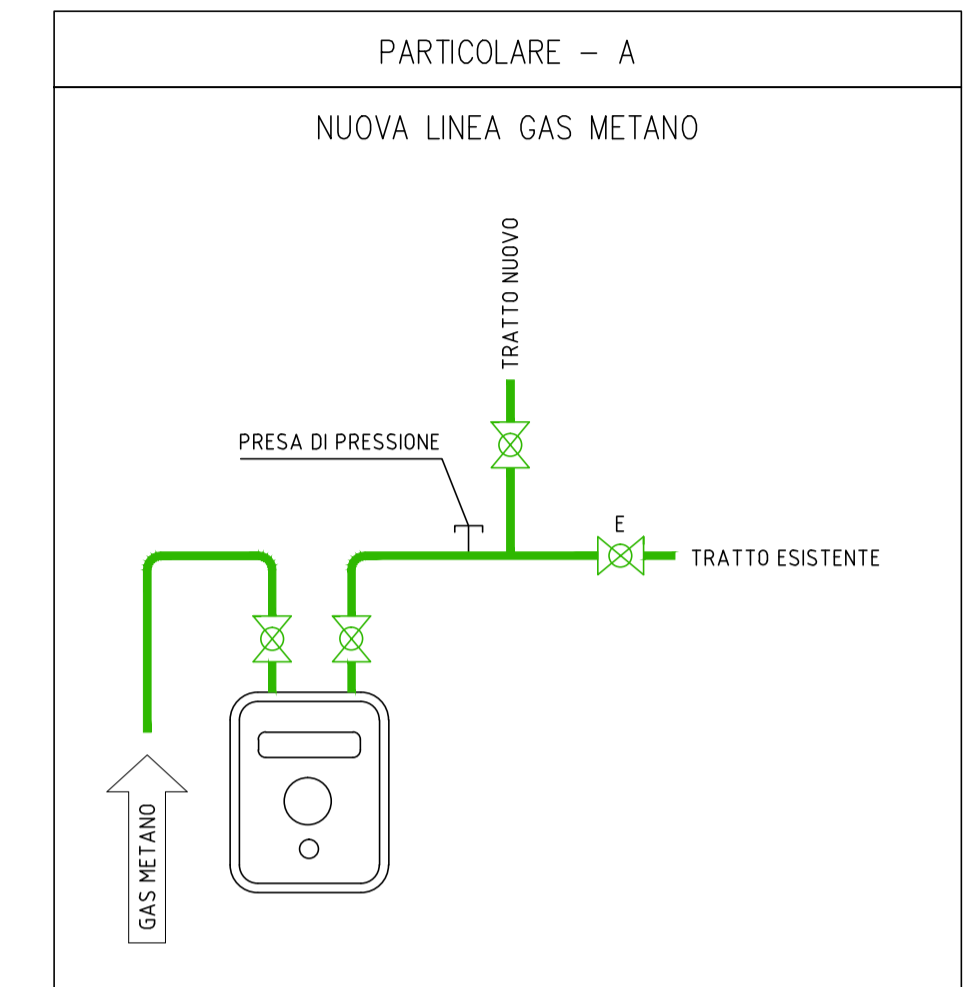 PARTICOLARE - A
NUOVA LINEA GAS METANO
TRATTO NUOVO
PRESA DI PRESSIONE
E
TRATTO ESISTENTE
GAS METANO